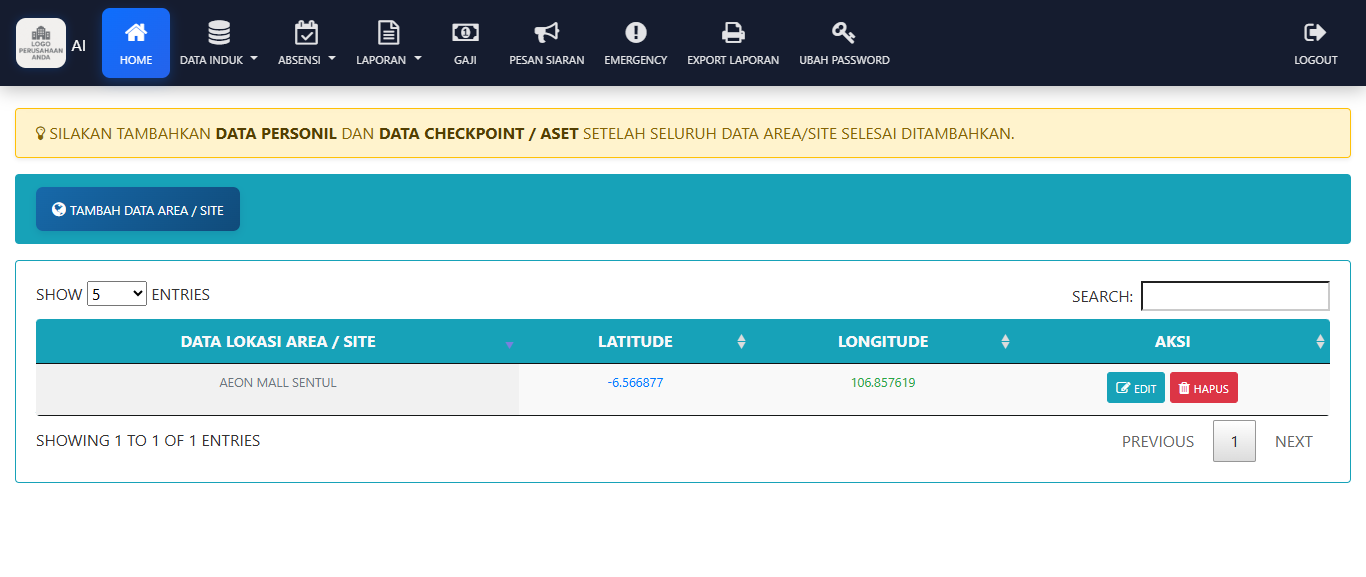 LOGO
PERUSAHAAN
ANDA
AI
HOME
DATA INDUK
ABSENSI
LAPORAN
GAJI
PESAN SIARAN
EMERGENCY
EXPORT LAPORAN
UBAH PASSWORD
LOGOUT
SILAKAN TAMBAHKAN DATA PERSONIL DAN DATA CHECKPOINT / ASET SETELAH SELURUH DATA AREA/SITE SELESAI DITAMBAHKAN.
TAMBAH DATA AREA / SITE
SHOW 5 ENTRIES
SEARCH:
DATA LOKASI AREA / SITE LATITUDE LONGITUDE AKSI
AEON MALL SENTUL -6.566877 106.857619 EDIT HAPUS
SHOWING 1 TO 1 OF 1 ENTRIES
PREVIOUS 1 NEXT